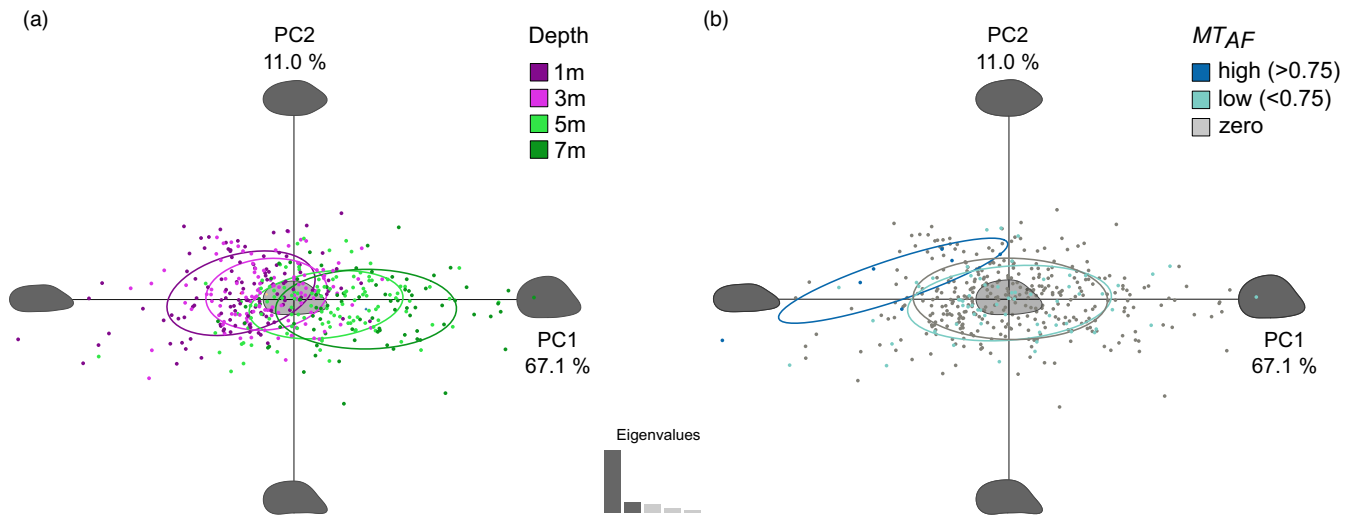 (a)
PC2
11.0 %
Depth
1m
3m
5m
7m
PC1
67.1 %
Eigenvalues
(b)
PC2
11.0 %
MTAF
high (>0.75)
low (<0.75)
zero
PC1
67.1 %